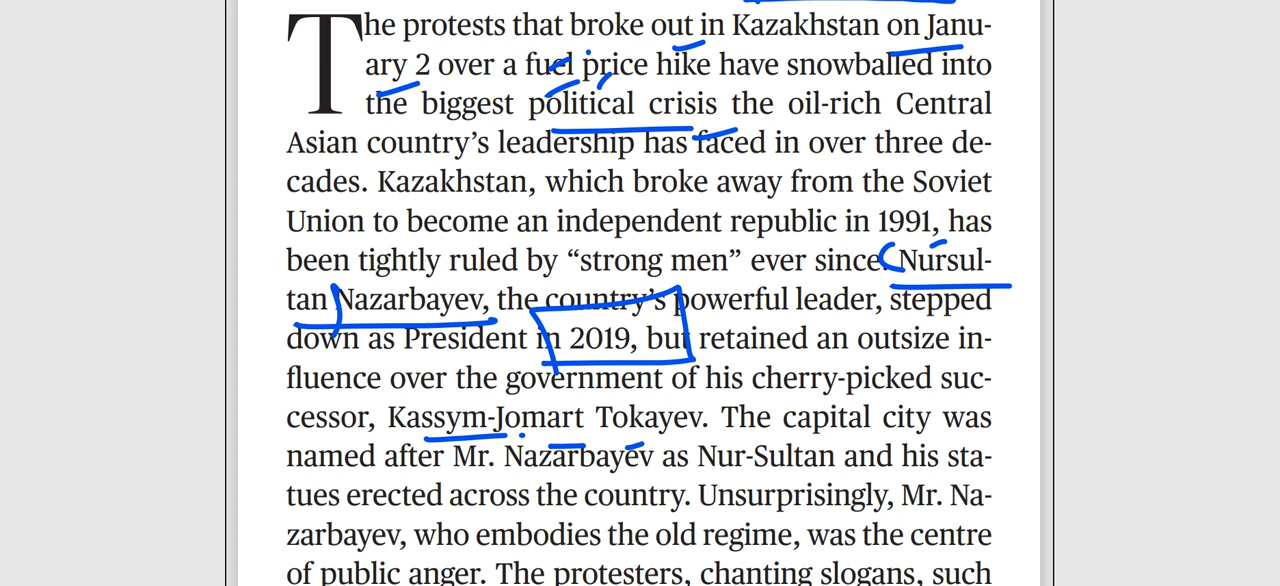 The protests that broke out in Kazakhstan on Janu-
ary 2 over a fuel price hike have snowballed into
the biggest political crisis the oil-rich Central
Asian country's leadership has faced in over three de-
cades. Kazakhstan, which broke away from the Soviet
Union to become an independent republic in 1991, has
been tightly ruled by “strong men” ever since. Nursul-
tan Nazarbayev, the country's powerful leader, stepped
down as President in 2019, but retained an outsize in-
fluence over the government of his cherry-picked suc-
cessor, Kassym-Jomart Tokayev. The capital city was
named after Mr. Nazarbayev as Nur-Sultan and his sta-
tues erected across the country. Unsurprisingly, Mr. Na-
zarbayev, who embodies the old regime, was the centre
of public anger. The protesters, chanting slogans, such